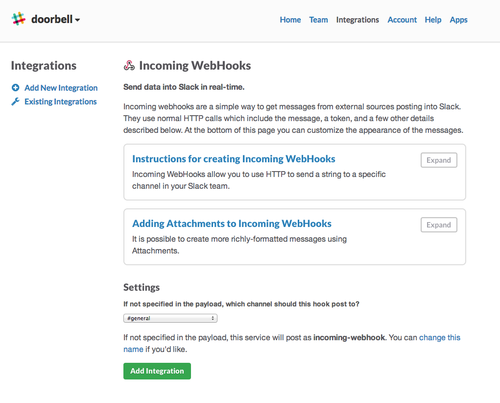 doorbell
Home Team Integrations Account Help Apps
Integrations
Add New Integration
Existing Integrations
Incoming WebHooks
Send data into Slack in real-time.
Incoming webhooks are a simple way to get messages from external sources posting into Slack.
They use normal HTTP calls which include the message, a token, and a few other details
described below. At the bottom of this page you can customize the appearance of the messages.
Instructions for creating Incoming WebHooks
Expand
Incoming WebHooks allow you to use HTTP to send a string to a specific
channel in your Slack team.
Adding Attachments to Incoming WebHooks
Expand
It is possible to create more richly-formatted messages using
Attachments.
Settings
If not specified in the payload, which channel should this hook post to?
#general
If not specified in the payload, this service will post as incoming-webhook. You can change this
name if you'd like.
Add Integration